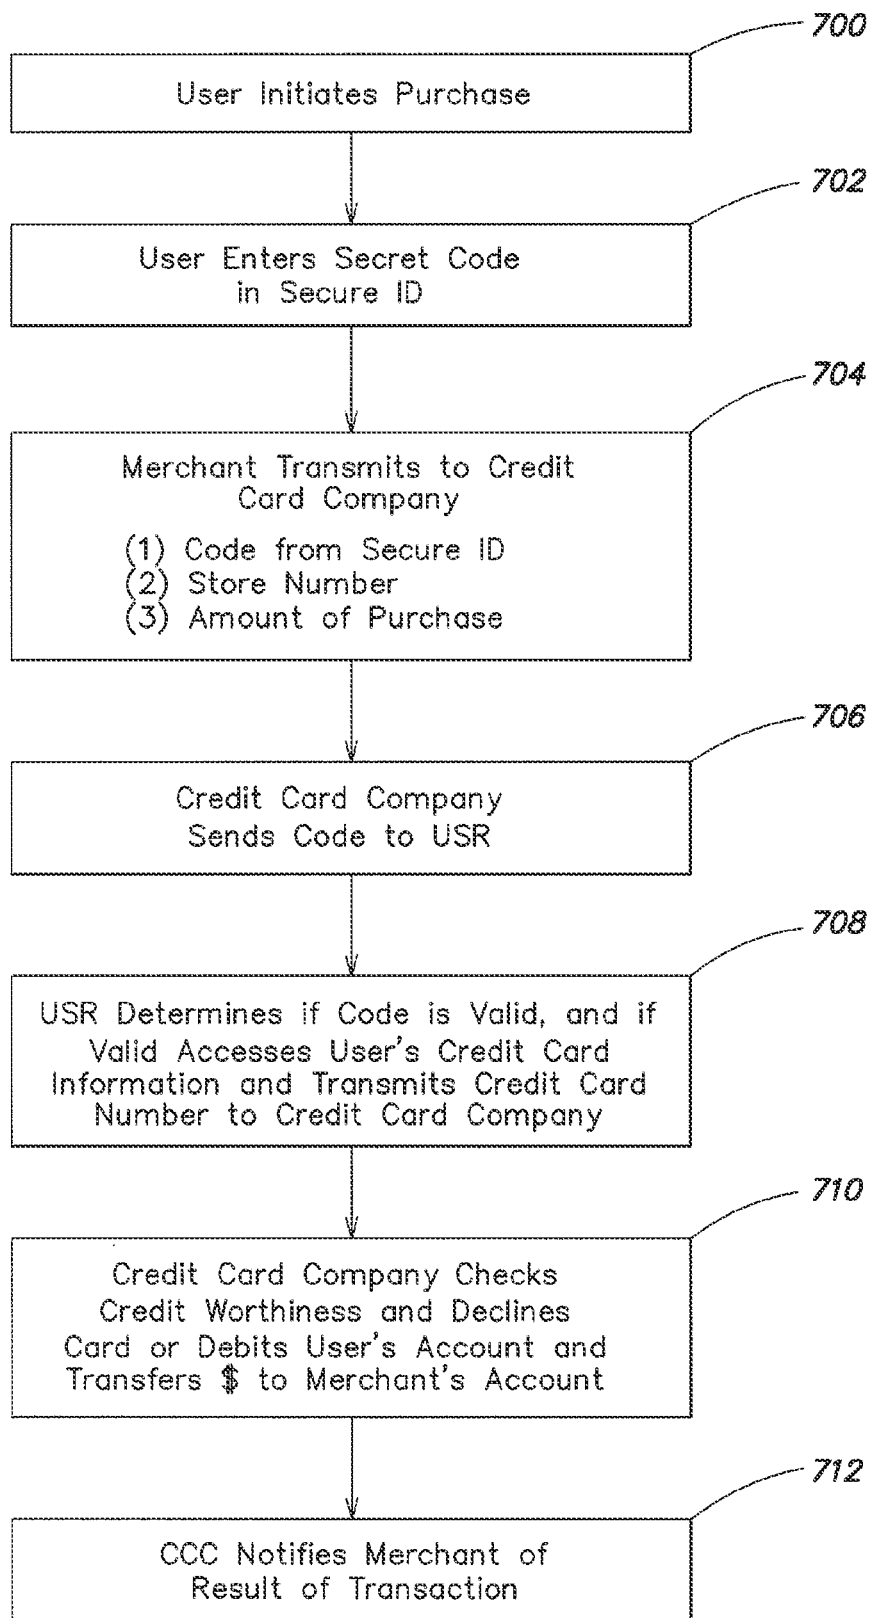 700
User Initiates Purchase
702
User Enters Secret Code
in Secure ID
704
Merchant Transmits to Credit
Card Company
(1) Code from Secure ID
(2) Store Number
(3) Amount of Purchase
706
Credit Card Company
Sends Code to USR
708
USR Determines if Code is Valid, and if
Valid Accesses User's Credit Card
Information and Transmits Credit Card
Number to Credit Card Company
710
Credit Card Company Checks
Credit Worthiness and Declines
Card or Debits User's Account and
Transfers $ to Merchant's Account
712
CCC Notifies Merchant of
Result of Transaction